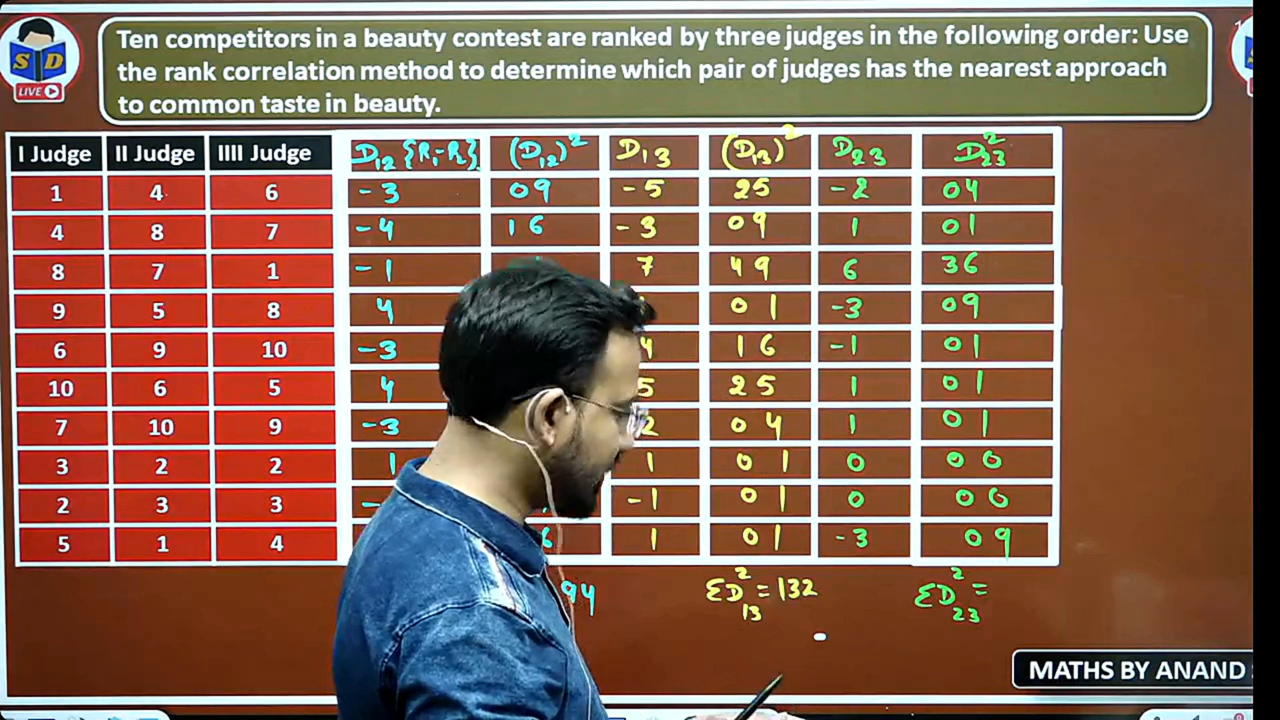 S D
LIVE
Ten competitors in a beauty contest are ranked by three judges in the following order: Use
the rank correlation method to determine which pair of judges has the nearest approach
to common taste in beauty.
I Judge II Judge IIII Judge D₁₂ {R₁-R₂} (D₁₂)² D₁₃ (D₁₃)² D₂₃ D₂₃²
1 4 6 -3 09 -5 25 -2 04
4 8 7 -4 16 -3 09 1 01
8 7 1 -1 7 49 6 36
9 5 8 4 01 -3 09
6 9 10 -3 4 16 -1 01
10 6 5 4 5 25 1 01
7 10 9 -3 2 04 1 01
3 2 2 1 1 01 0 00
2 3 3 - -1 01 0 00
5 1 4 6 1 01 -3 09
94 ΣD₁₃² = 132 ΣD₂₃² =
MATHS BY ANAND